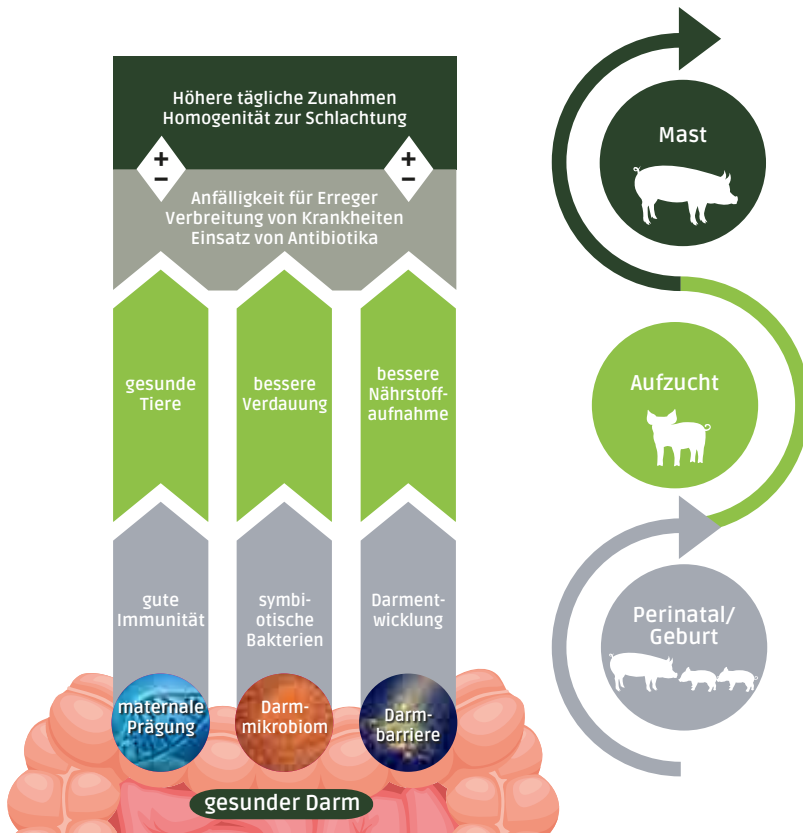 Höhere tägliche Zunahmen
Homogenität zur Schlachtung
+
−
+
−
Anfälligkeit für Erreger
Verbreitung von Krankheiten
Einsatz von Antibiotika
gesunde
Tiere
bessere
Verdauung
bessere
Nährstoff-
aufnahme
gute
Immunität
symbi-
otische
Bakterien
Darment-
wicklung
maternale
Prägung
Darm-
mikrobiom
Darm-
barriere
gesunder Darm
Mast
Aufzucht
Perinatal/
Geburt